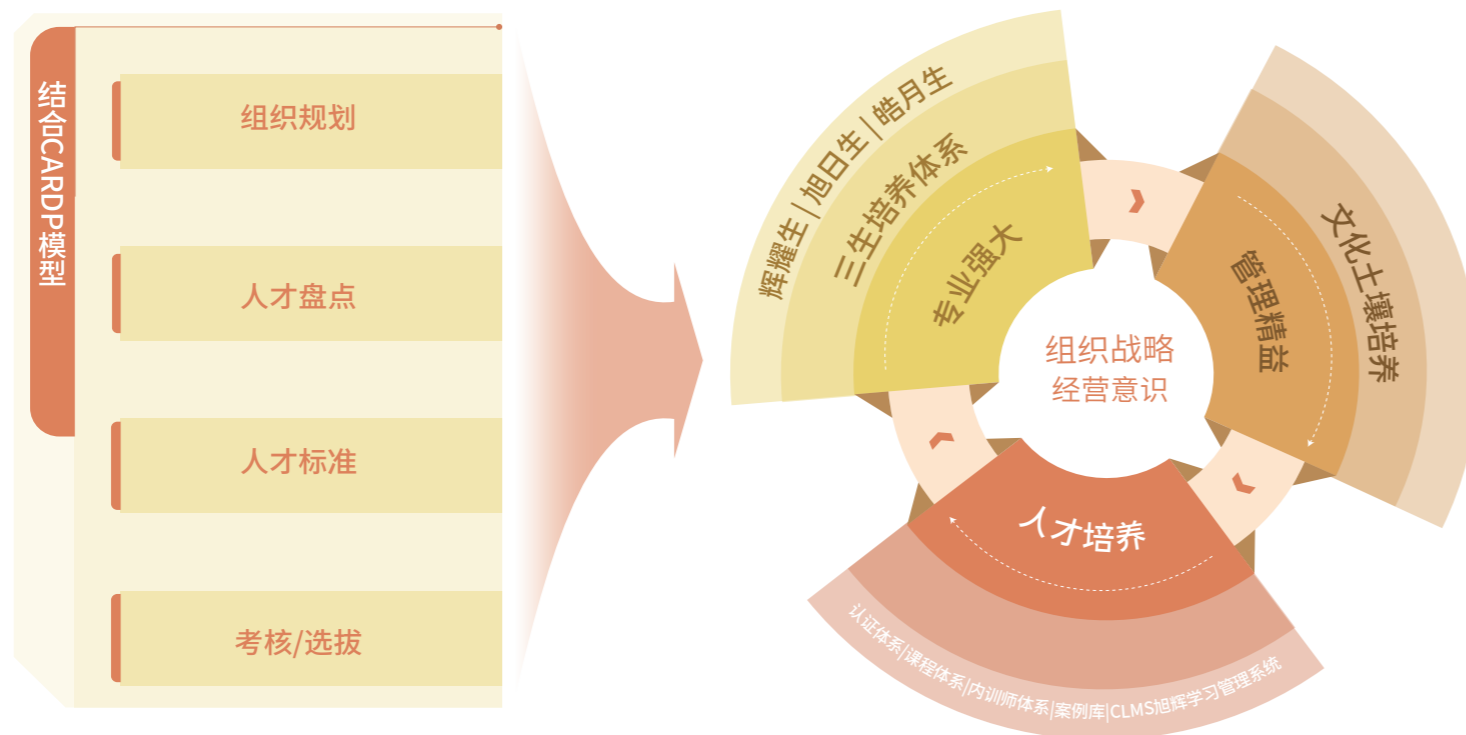 结合CARDP模型
组织规划
人才盘点
人才标准
考核/选拔
辉耀生 | 旭日生 | 皓月生
三生培养体系
专业强大
文化土壤培养
管理精益
组织战略
经营意识
人才培养
认证体系|课程体系|内训师体系|案例库|CLMS旭辉学习管理系统